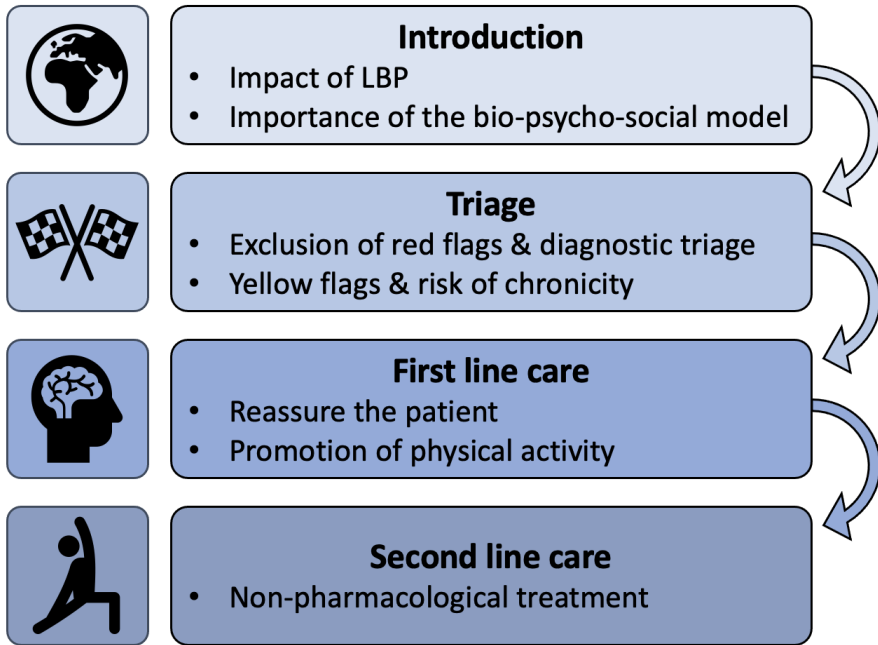 Introduction
• Impact of LBP
• Importance of the bio-psycho-social model
Triage
• Exclusion of red flags & diagnostic triage
• Yellow flags & risk of chronicity
First line care
• Reassure the patient
• Promotion of physical activity
Second line care
• Non-pharmacological treatment